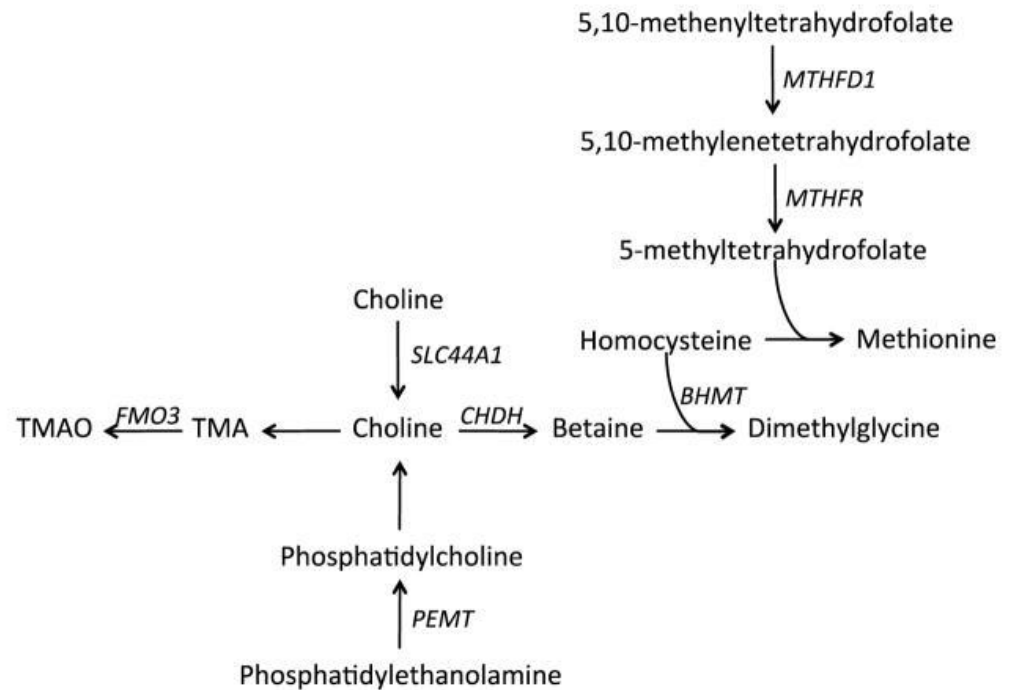 5,10-methenyltetrahydrofolate
MTHFD1
5,10-methylenetetrahydrofolate
MTHFR
5-methyltetrahydrofolate
Choline
SLC44A1
Homocysteine Methionine
BHMT
TMAO FMO3 TMA Choline CHDH Betaine Dimethylglycine
Phosphatidylcholine
PEMT
Phosphatidylethanolamine